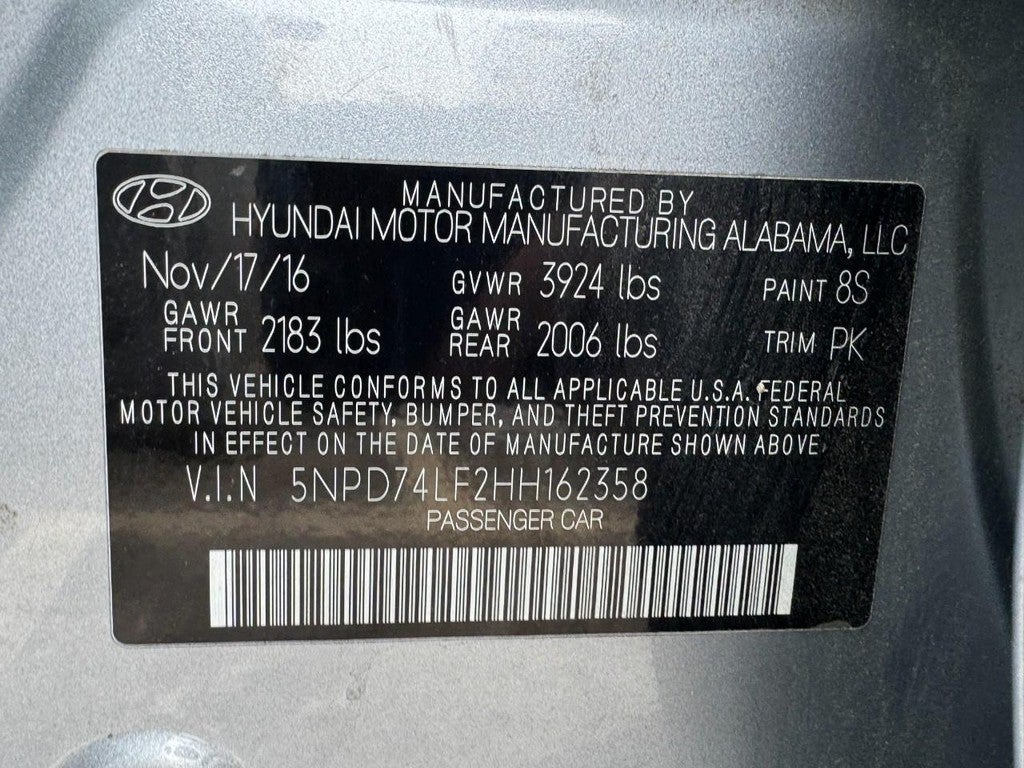 MANUFACTURED BY
HYUNDAI MOTOR MANUFACTURING ALABAMA, LLC
Nov/17/16 GVWR 3924 lbs PAINT 8S
GAWR FRONT 2183 lbs GAWR REAR 2006 lbs TRIM PK
THIS VEHICLE CONFORMS TO ALL APPLICABLE U.S.A. FEDERAL
MOTOR VEHICLE SAFETY, BUMPER, AND THEFT PREVENTION STANDARDS
IN EFFECT ON THE DATE OF MANUFACTURE SHOWN ABOVE.
V.I.N 5NPD74LF2HH162358
PASSENGER CAR